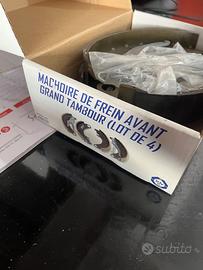 MACHOIRE DE FREIN AVANT
GRAND TAMBOUR (LOT DE 4)
subito